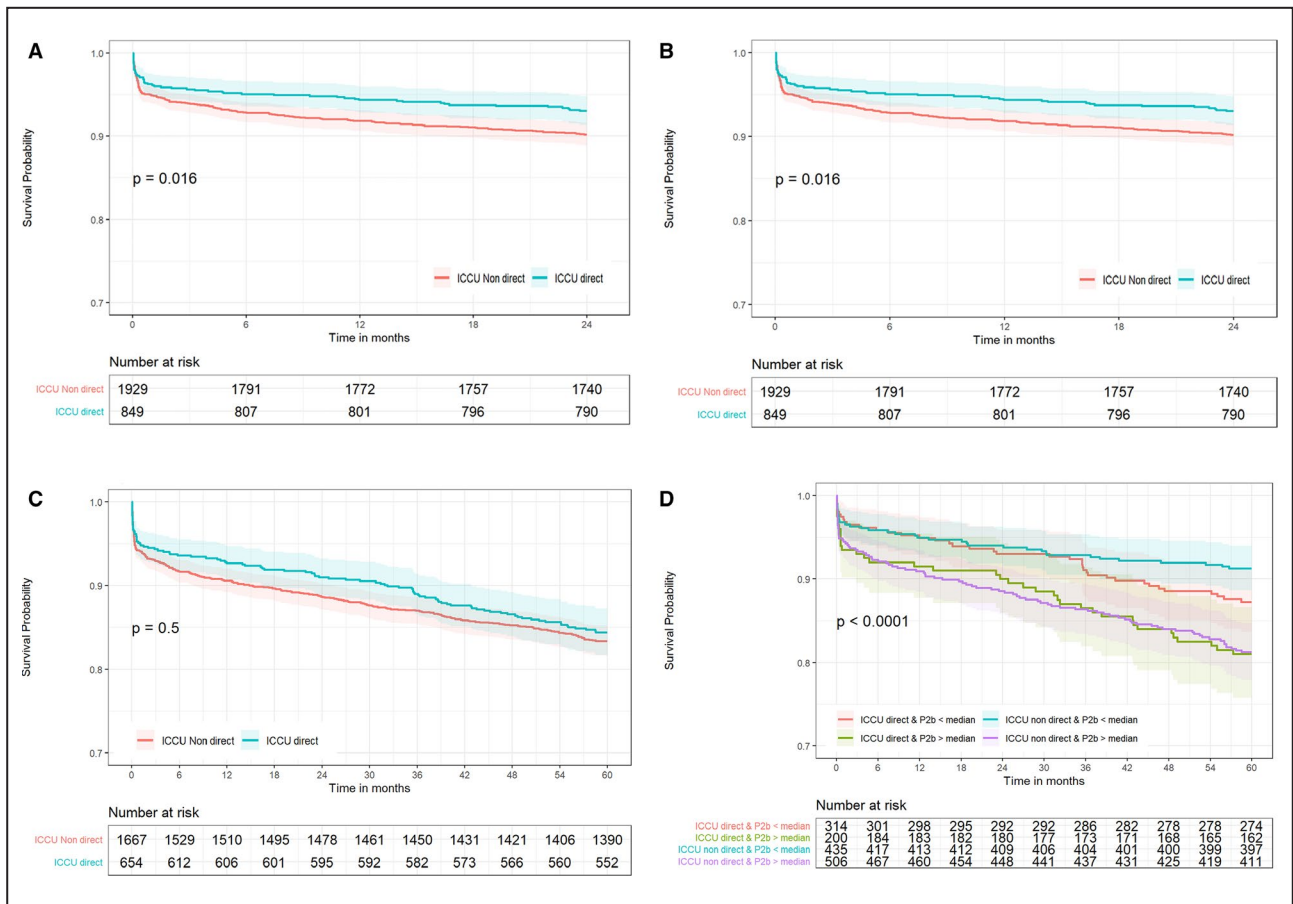 A
Survival Probability
1.0
0.9
0.8
0.7
p = 0.016
ICCU Non direct ICCU direct
0 6 12 18 24
Time in months
Number at risk
ICCU Non direct 1929 1791 1772 1757 1740
ICCU direct 849 807 801 796 790
B
Survival Probability
1.0
0.9
0.8
0.7
p = 0.016
ICCU Non direct ICCU direct
0 6 12 18 24
Time in months
Number at risk
ICCU Non direct 1929 1791 1772 1757 1740
ICCU direct 849 807 801 796 790
C
Survival Probability
1.0
0.9
0.8
0.7
p = 0.5
ICCU Non direct ICCU direct
0 6 12 18 24 30 36 42 48 54 60
Time in months
Number at risk
ICCU Non direct 1667 1529 1510 1495 1478 1461 1450 1431 1421 1406 1390
ICCU direct 654 612 606 601 595 592 582 573 566 560 552
D
Survival Probability
1.0
0.9
0.8
0.7
p < 0.0001
ICCU direct & P2b < median ICCU non direct & P2b < median
ICCU direct & P2b > median ICCU non direct & P2b > median
0 6 12 18 24 30 36 42 48 54 60
Time in months
Number at risk
ICCU direct & P2b < median 314 301 298 295 292 292 286 282 278 278 274
ICCU direct & P2b > median 200 184 183 182 180 177 173 171 168 165 162
ICCU non direct & P2b < median 435 417 413 412 409 406 404 401 400 399 397
ICCU non direct & P2b > median 506 467 460 454 448 441 437 431 425 419 411